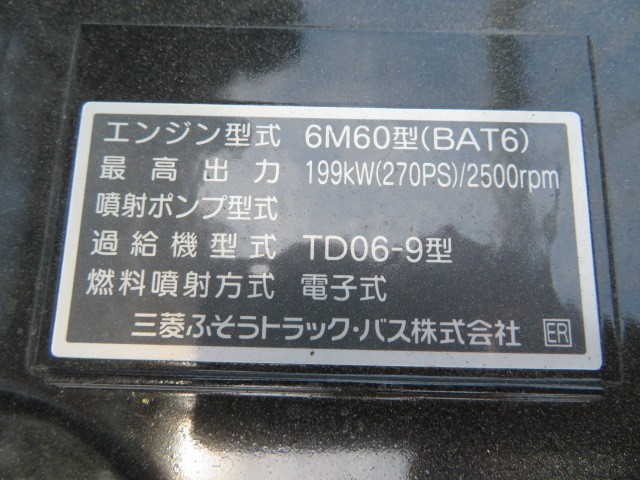 エンジン型式 6M60型(BAT6)
最高出力 199kW(270PS)/2500rpm
噴射ポンプ型式
過給機型式 TD06-9型
燃料噴射方式 電子式
三菱ふそうトラック・バス株式会社 ER